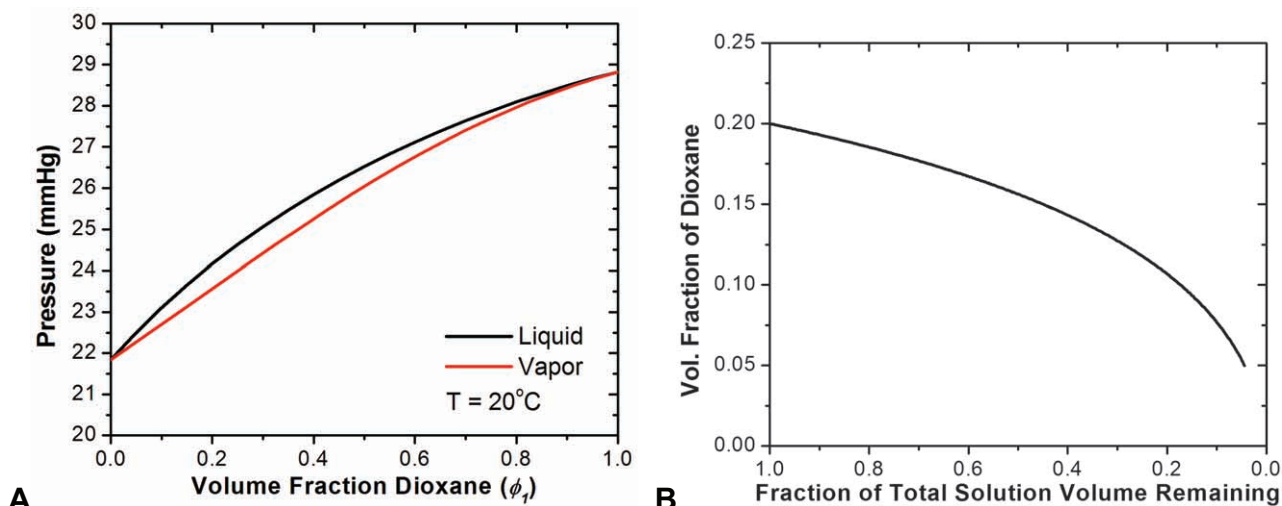 30
29
28
27
26
25
24
23
22
21
20
Pressure (mmHg)
Liquid
Vapor
T = 20°C
0.0 0.2 0.4 0.6 0.8 1.0
Volume Fraction Dioxane (ϕ1)
A
0.25
0.20
0.15
0.10
0.05
0.00
Vol. Fraction of Dioxane
1.0 0.8 0.6 0.4 0.2 0.0
Fraction of Total Solution Volume Remaining
B